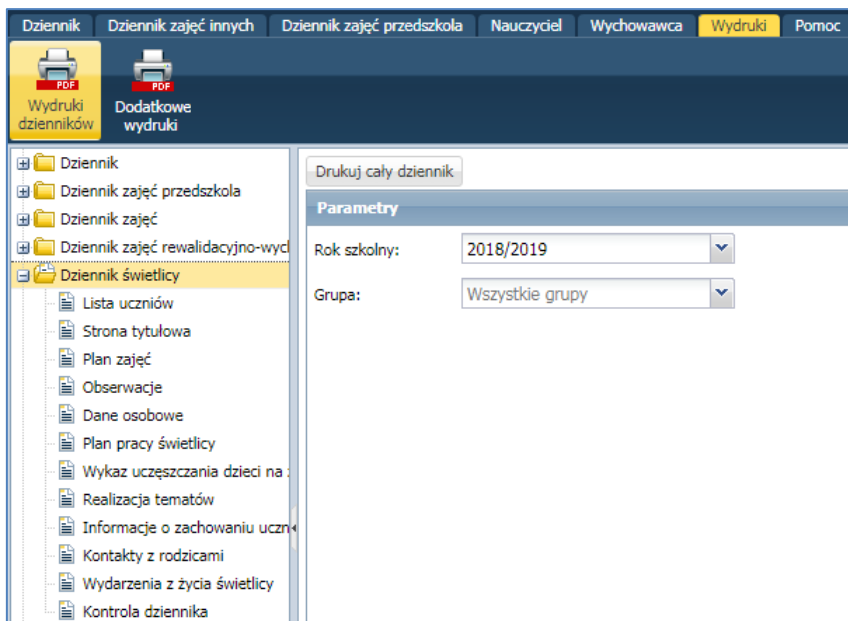 Dziennik Dziennik zajęć innych Dziennik zajęć przedszkola Nauczyciel Wychowawca Wydruki Pomoc
PDF PDF
Wydruki dzienników
Dodatkowe wydruki
Dziennik
Dziennik zajęć przedszkola
Dziennik zajęć
Dziennik zajęć rewalidacyjno-wycl
Dziennik świetlicy
Lista uczniów
Strona tytułowa
Plan zajęć
Obserwacje
Dane osobowe
Plan pracy świetlicy
Wykaz uczęszczania dzieci na
Realizacja tematów
Informacje o zachowaniu uczn
Kontakty z rodzicami
Wydarzenia z życia świetlicy
Kontrola dziennika
Drukuj cały dziennik
Parametry
Rok szkolny: 2018/2019
Grupa: Wszystkie grupy